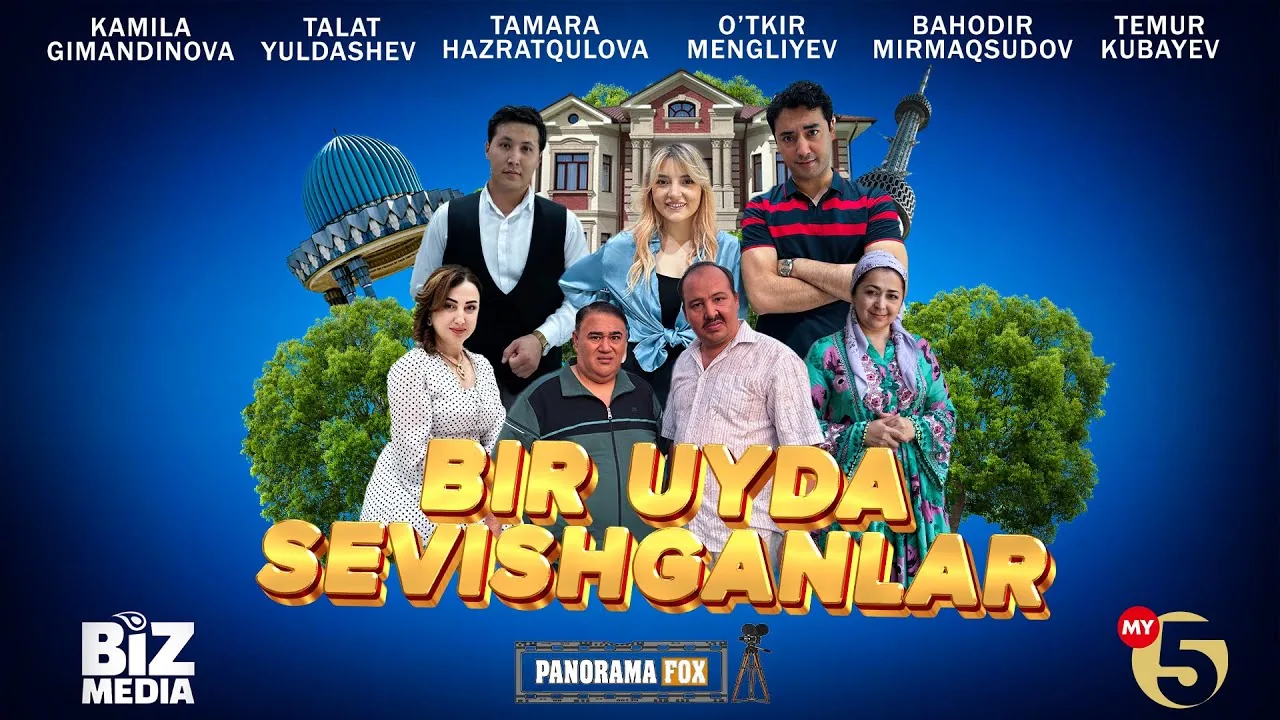 KAMILA
GIMANDINOVA
TALAT
YULDASHEV
TAMARA
HAZRATQULOVA
O'TKIR
MENGLIYEV
BAHODIR
MIRMAQSUDOV
TEMUR
KUBAYEV
BIR UYDA
SEVISHGANLAR
BIZ
MEDIA
PANORAMA FOX
MY
5